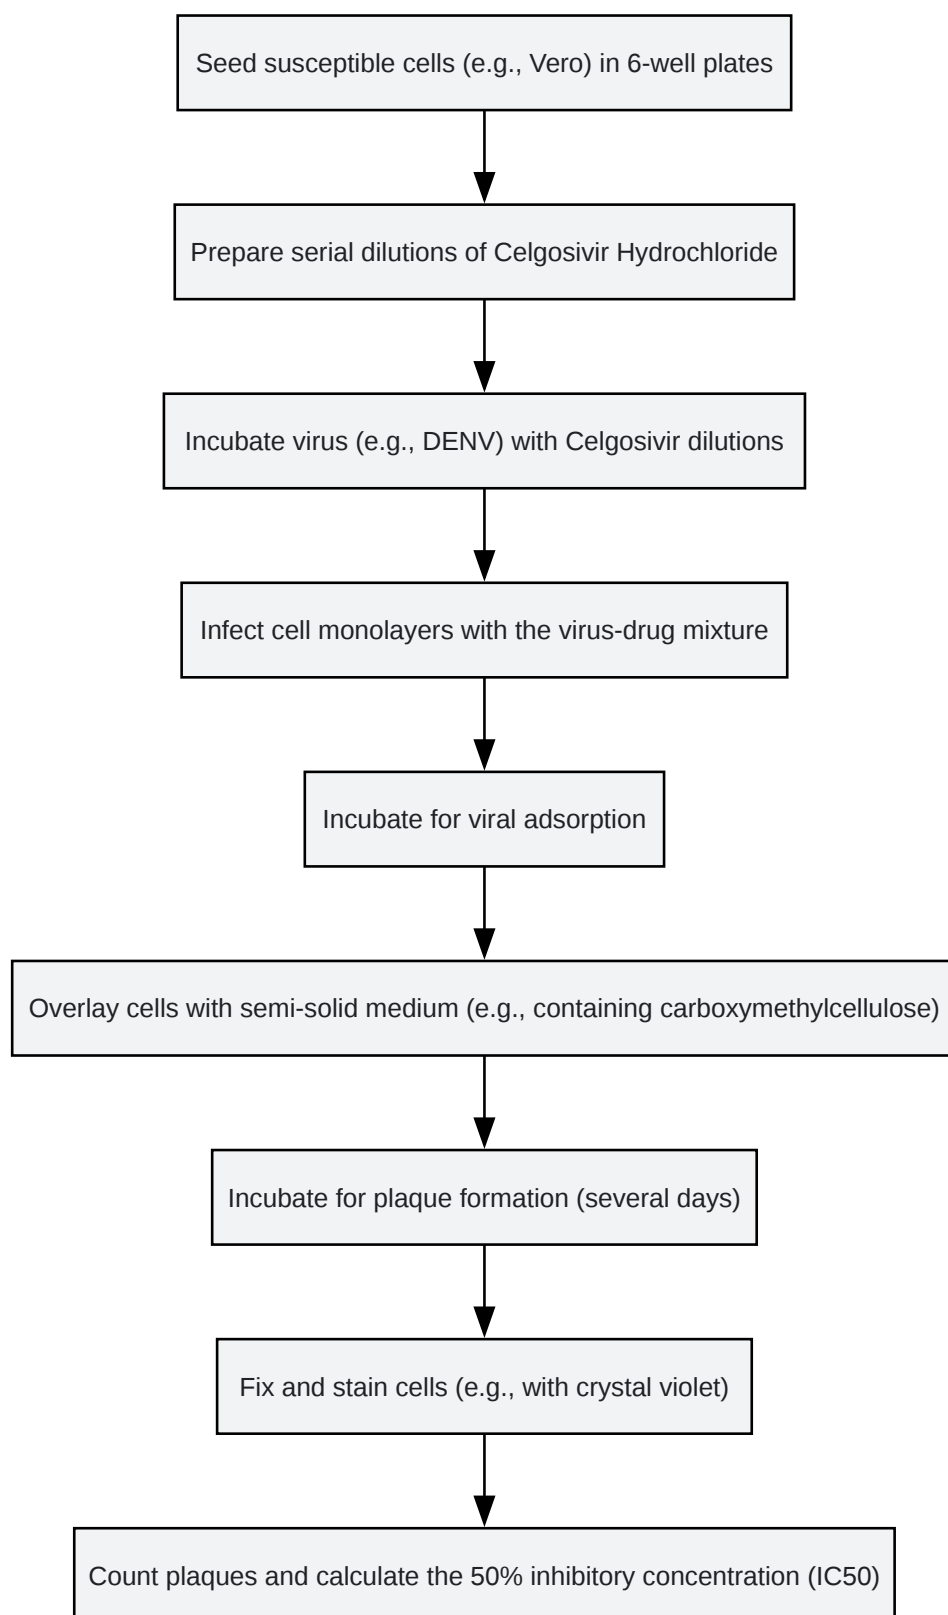 Seed susceptible cells (e.g., Vero) in 6-well plates
Prepare serial dilutions of Celgosivir Hydrochloride
Incubate virus (e.g., DENV) with Celgosivir dilutions
Infect cell monolayers with the virus-drug mixture
Incubate for viral adsorption
Overlay cells with semi-solid medium (e.g., containing carboxymethylcellulose)
Incubate for plaque formation (several days)
Fix and stain cells (e.g., with crystal violet)
Count plaques and calculate the 50% inhibitory concentration (IC50)